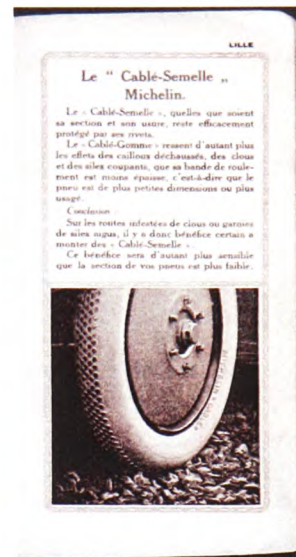 LILLE
Le “ Cablé-Semelle „
Michelin.
Le « Cablé-Semelle », quelles que soient
sa section et son usure, reste efficacement
protégé par ses rivets.
Le « Cablé-Gomme » ressent d'autant plus
les effets des cailloux déchaussés, des clous
et des silex coupants, que sa bande de roule-
ment est moins épaisse, c'est-à-dire que le
pneu est de plus petites dimensions ou plus
usagé.
Conclusion :
Sur les routes infestées de clous ou garnies
de silex aigus, il y a donc bénéfice certain à
monter des « Cablé-Semelle ».
Ce bénéfice sera d'autant plus sensible
que la section de vos pneus est plus faible.